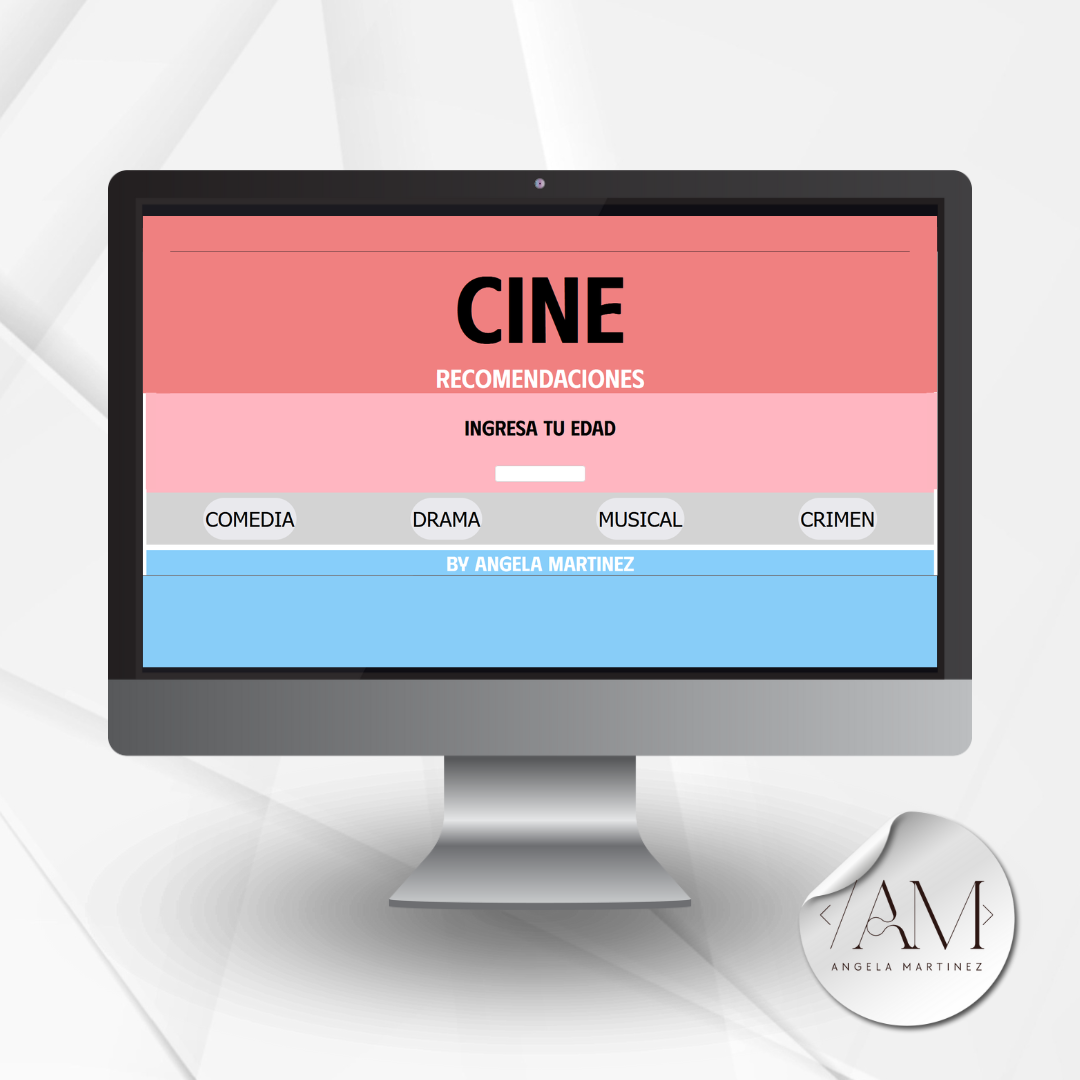 CINE
RECOMENDACIONES
INGRESA TU EDAD
COMEDIA DRAMA MUSICAL CRIMEN
BY ANGELA MARTINEZ
</AM>
ANGELA MARTINEZ